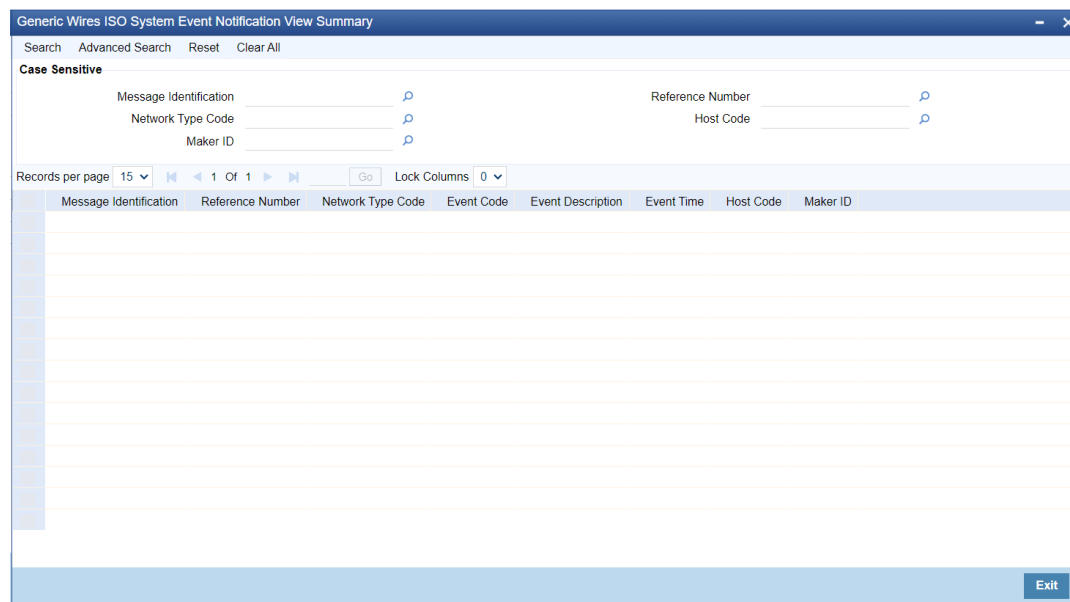 Generic Wires ISO System Event Notification View Summary
Search Advanced Search Reset Clear All
Case Sensitive
Message Identification Reference Number
Network Type Code Host Code
Maker ID
Records per page 15 1 Of 1 Go Lock Columns 0
Message Identification Reference Number Network Type Code Event Code Event Description Event Time Host Code Maker ID
Exit